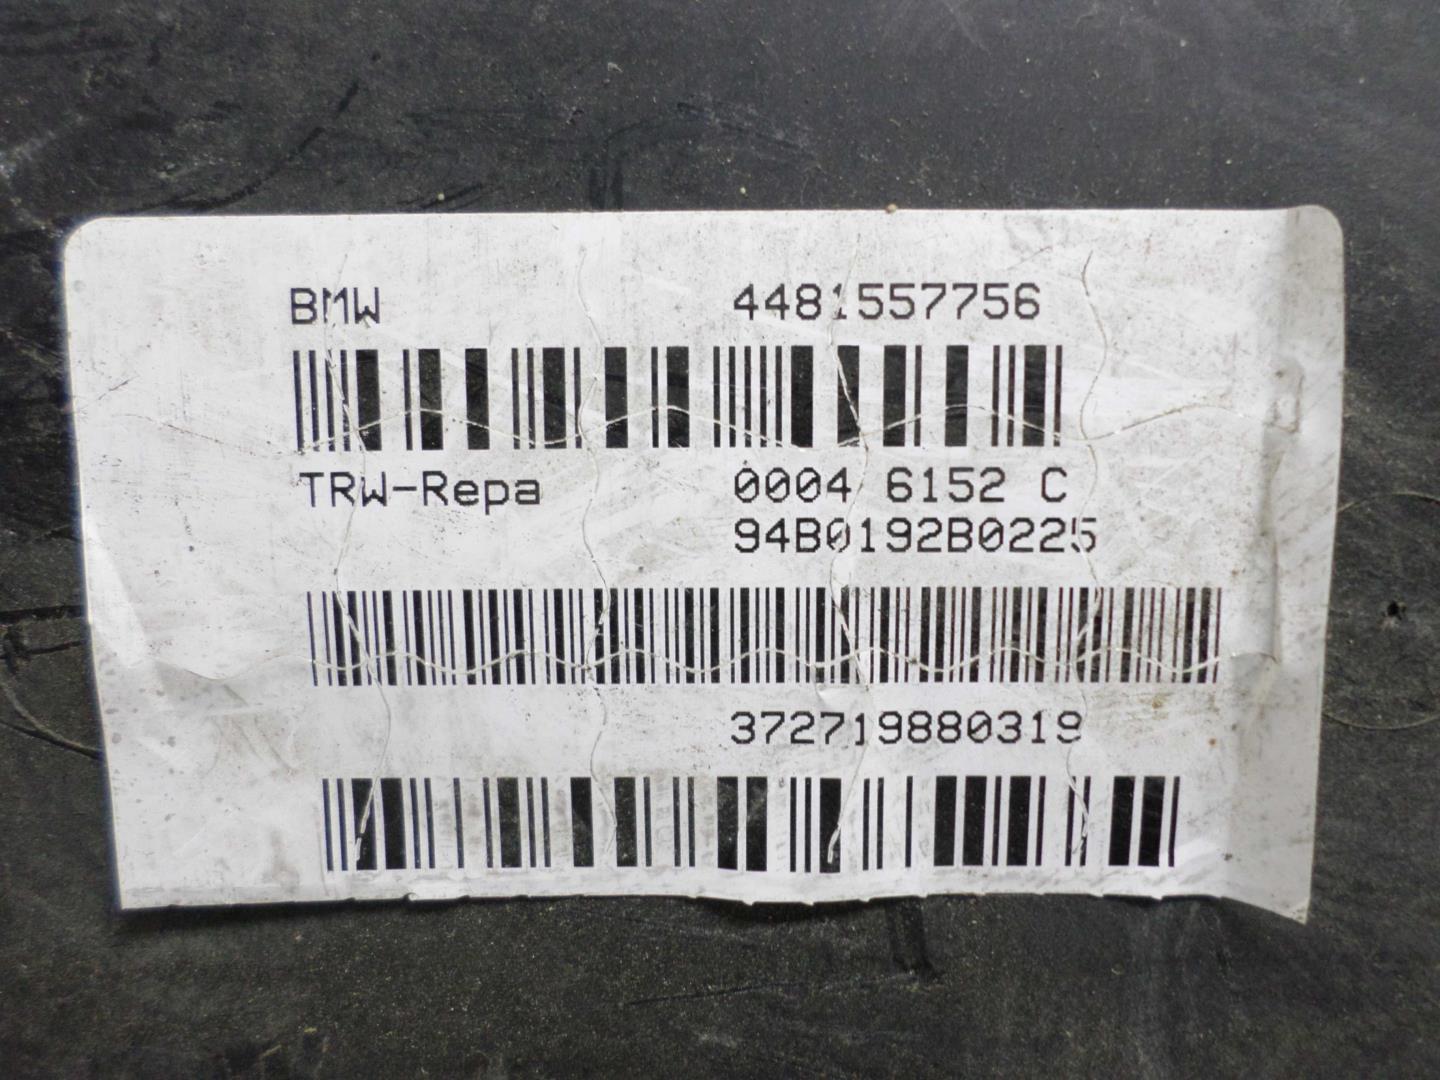 BMW 4481557756
TRW-Repa 0004 6152 C
94B0192B0225
372719880319